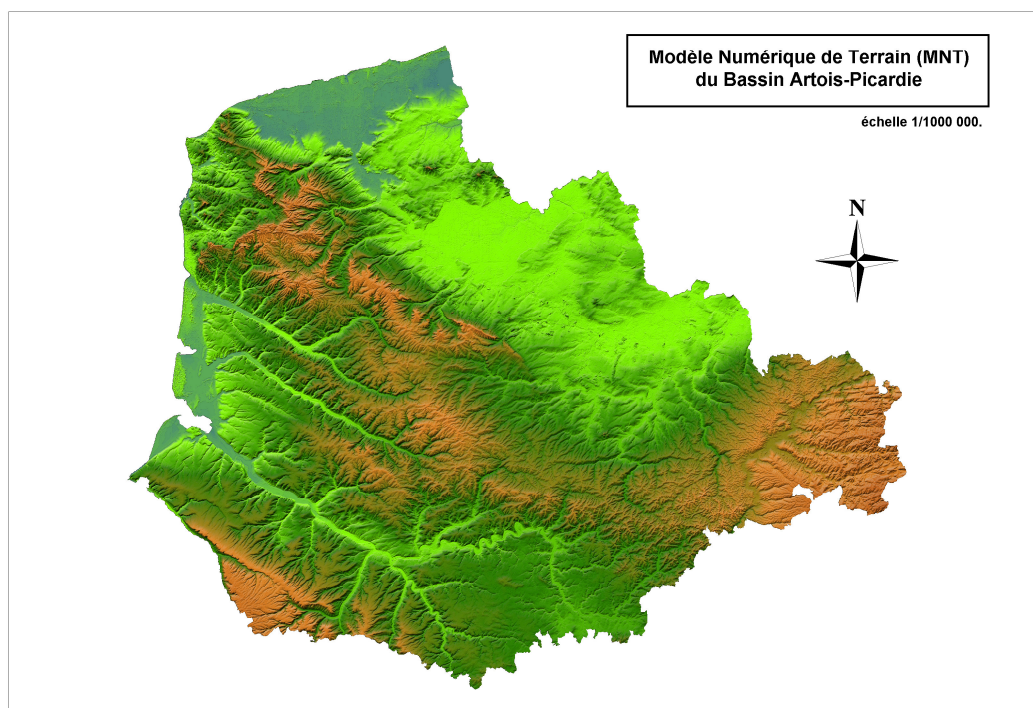 Modèle Numérique de Terrain (MNT)
du Bassin Artois-Picardie
échelle 1/1000 000.
N